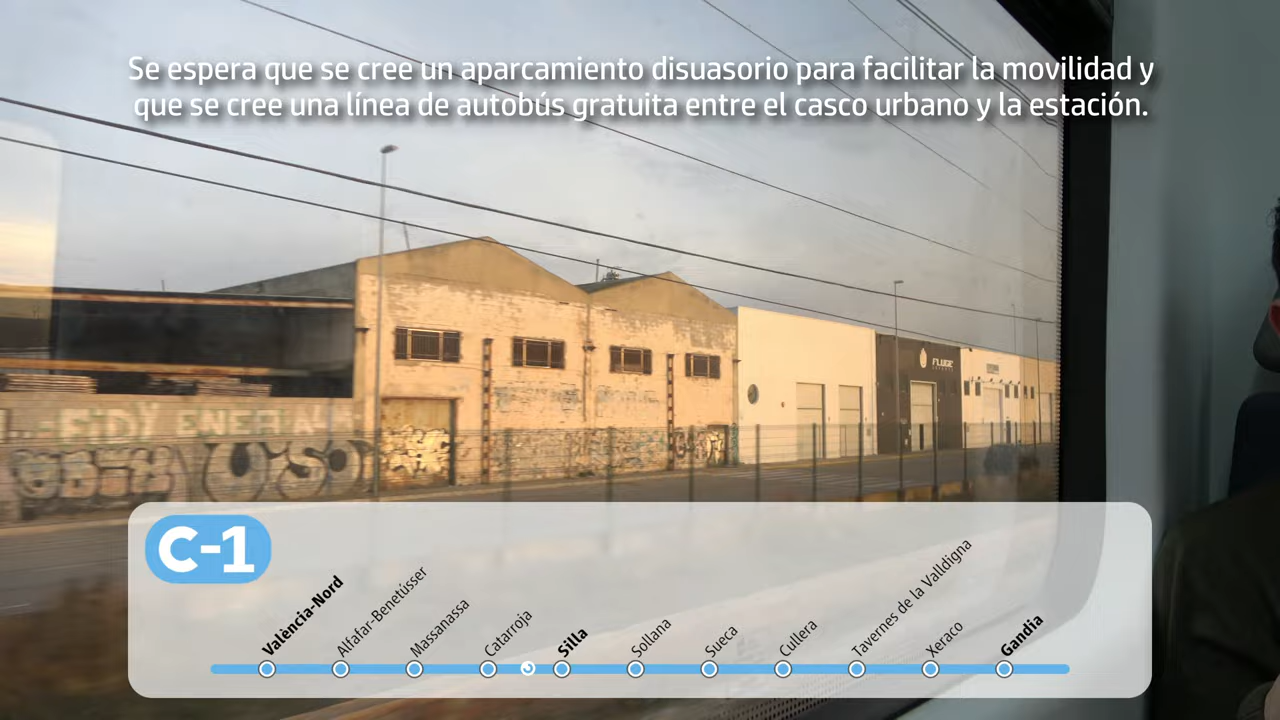 Se espera que se cree un aparcamiento disuasorio para facilitar la movilidad y
que se cree una línea de autobús gratuita entre el casco urbano y la estación.
FLUGE
C-1
València-Nord
Alfafar-Benetússer
Massanassa
Catarroja
Silla
Sollana
Sueca
Cullera
Tavernes de la Valldigna
Xeraco
Gandia